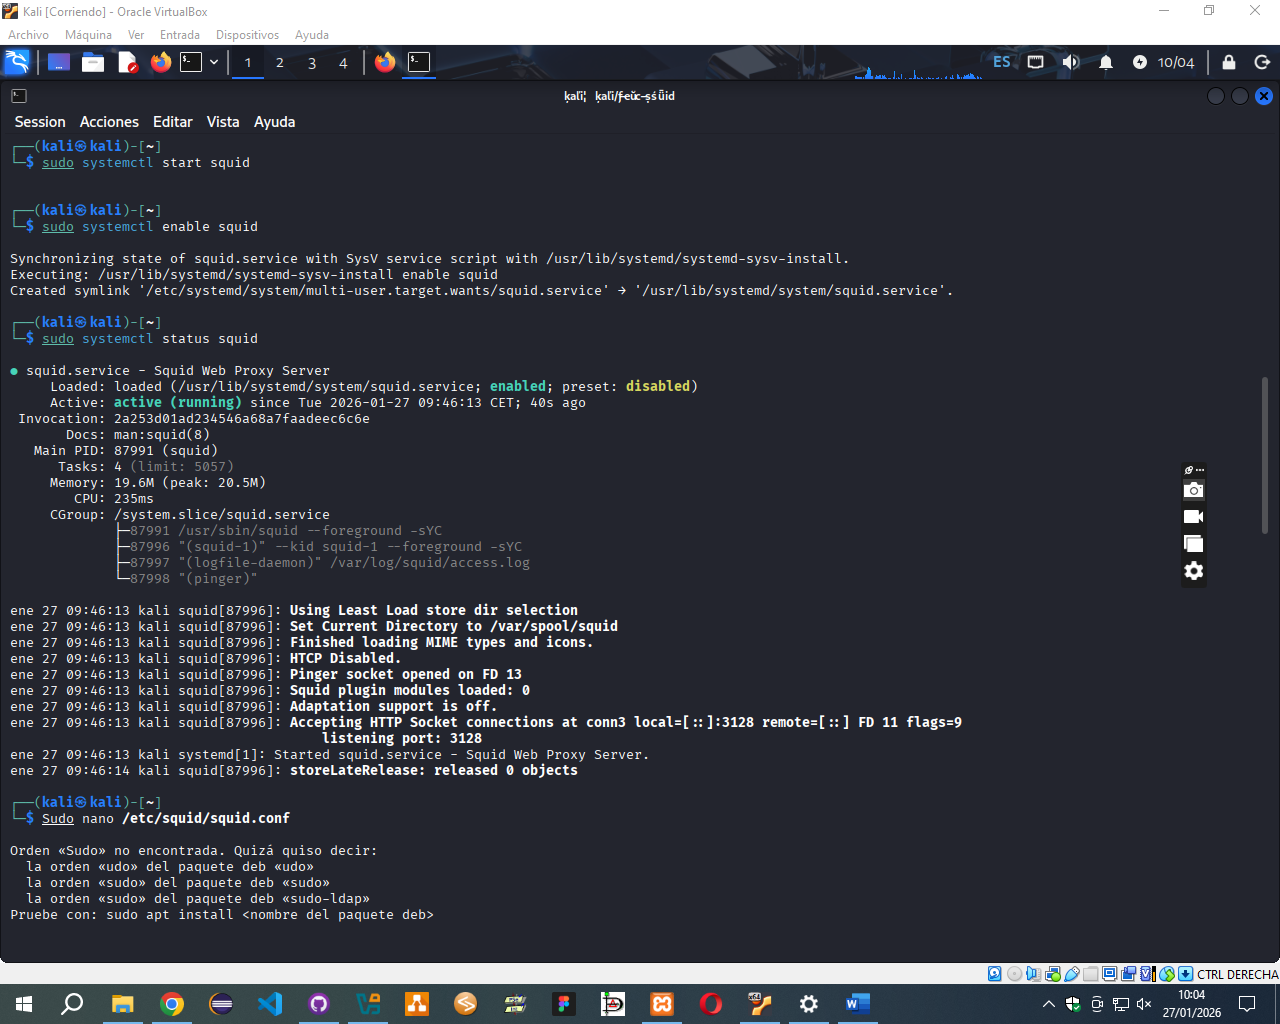 Kali [Corriendo] - Oracle VirtualBox
Archivo Máquina Ver Entrada Dispositivos Ayuda
1 2 3 4 ES 10/04
Session Acciones Editar Vista Ayuda
┌──(kali㉿kali)-[~]
└─$ sudo systemctl start squid
┌──(kali㉿kali)-[~]
└─$ sudo systemctl enable squid
Synchronizing state of squid.service with SysV service script with /usr/lib/systemd/systemd-sysv-install.
Executing: /usr/lib/systemd/systemd-sysv-install enable squid
Created symlink '/etc/systemd/system/multi-user.target.wants/squid.service' → '/usr/lib/systemd/system/squid.service'.
┌──(kali㉿kali)-[~]
└─$ sudo systemctl status squid
● squid.service - Squid Web Proxy Server
Loaded: loaded (/usr/lib/systemd/system/squid.service; enabled; preset: disabled)
Active: active (running) since Tue 2026-01-27 09:46:13 CET; 40s ago
Invocation: 2a253d01ad234546a68a7faadeec6c6e
Docs: man:squid(8)
Main PID: 87991 (squid)
Tasks: 4 (limit: 5057)
Memory: 19.6M (peak: 20.5M)
CPU: 235ms
CGroup: /system.slice/squid.service
├─87991 /usr/sbin/squid --foreground -sYC
├─87996 "(squid-1)" --kid squid-1 --foreground -sYC
├─87997 "(logfile-daemon)" /var/log/squid/access.log
└─87998 "(pinger)"
ene 27 09:46:13 kali squid[87996]: Using Least Load store dir selection
ene 27 09:46:13 kali squid[87996]: Set Current Directory to /var/spool/squid
ene 27 09:46:13 kali squid[87996]: Finished loading MIME types and icons.
ene 27 09:46:13 kali squid[87996]: HTCP Disabled.
ene 27 09:46:13 kali squid[87996]: Pinger socket opened on FD 13
ene 27 09:46:13 kali squid[87996]: Squid plugin modules loaded: 0
ene 27 09:46:13 kali squid[87996]: Adaptation support is off.
ene 27 09:46:13 kali squid[87996]: Accepting HTTP Socket connections at conn3 local=[::]:3128 remote=[::] FD 11 flags=9
listening port: 3128
ene 27 09:46:13 kali systemd[1]: Started squid.service - Squid Web Proxy Server.
ene 27 09:46:14 kali squid[87996]: storeLateRelease: released 0 objects
┌──(kali㉿kali)-[~]
└─$ Sudo nano /etc/squid/squid.conf
Orden «Sudo» no encontrada. Quizá quiso decir:
la orden «udo» del paquete deb «udo»
la orden «sudo» del paquete deb «sudo»
la orden «sudo» del paquete deb «sudo-ldap»
Pruebe con: sudo apt install <nombre del paquete deb>
CTRL DERECHA
10:04
27/01/2026